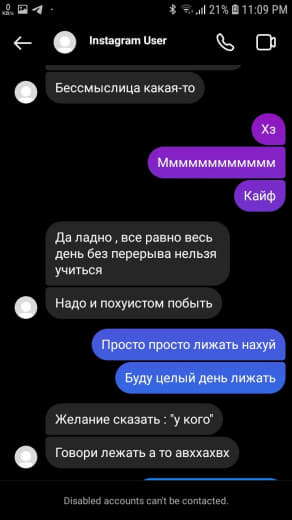 0
KB/s
21%
11:09 PM
Instagram User
Бессмыслица какая-то
Хз
Ммммммммммммм
Кайф
Да ладно , все равно весь
день без перерыва нельзя
учиться
Надо и похуистом побыть
Просто просто лижать нахуй
Буду целый день лижать
Желание сказать : "у кого"
Говори лежать а то авххахвх
Disabled accounts can't be contacted.